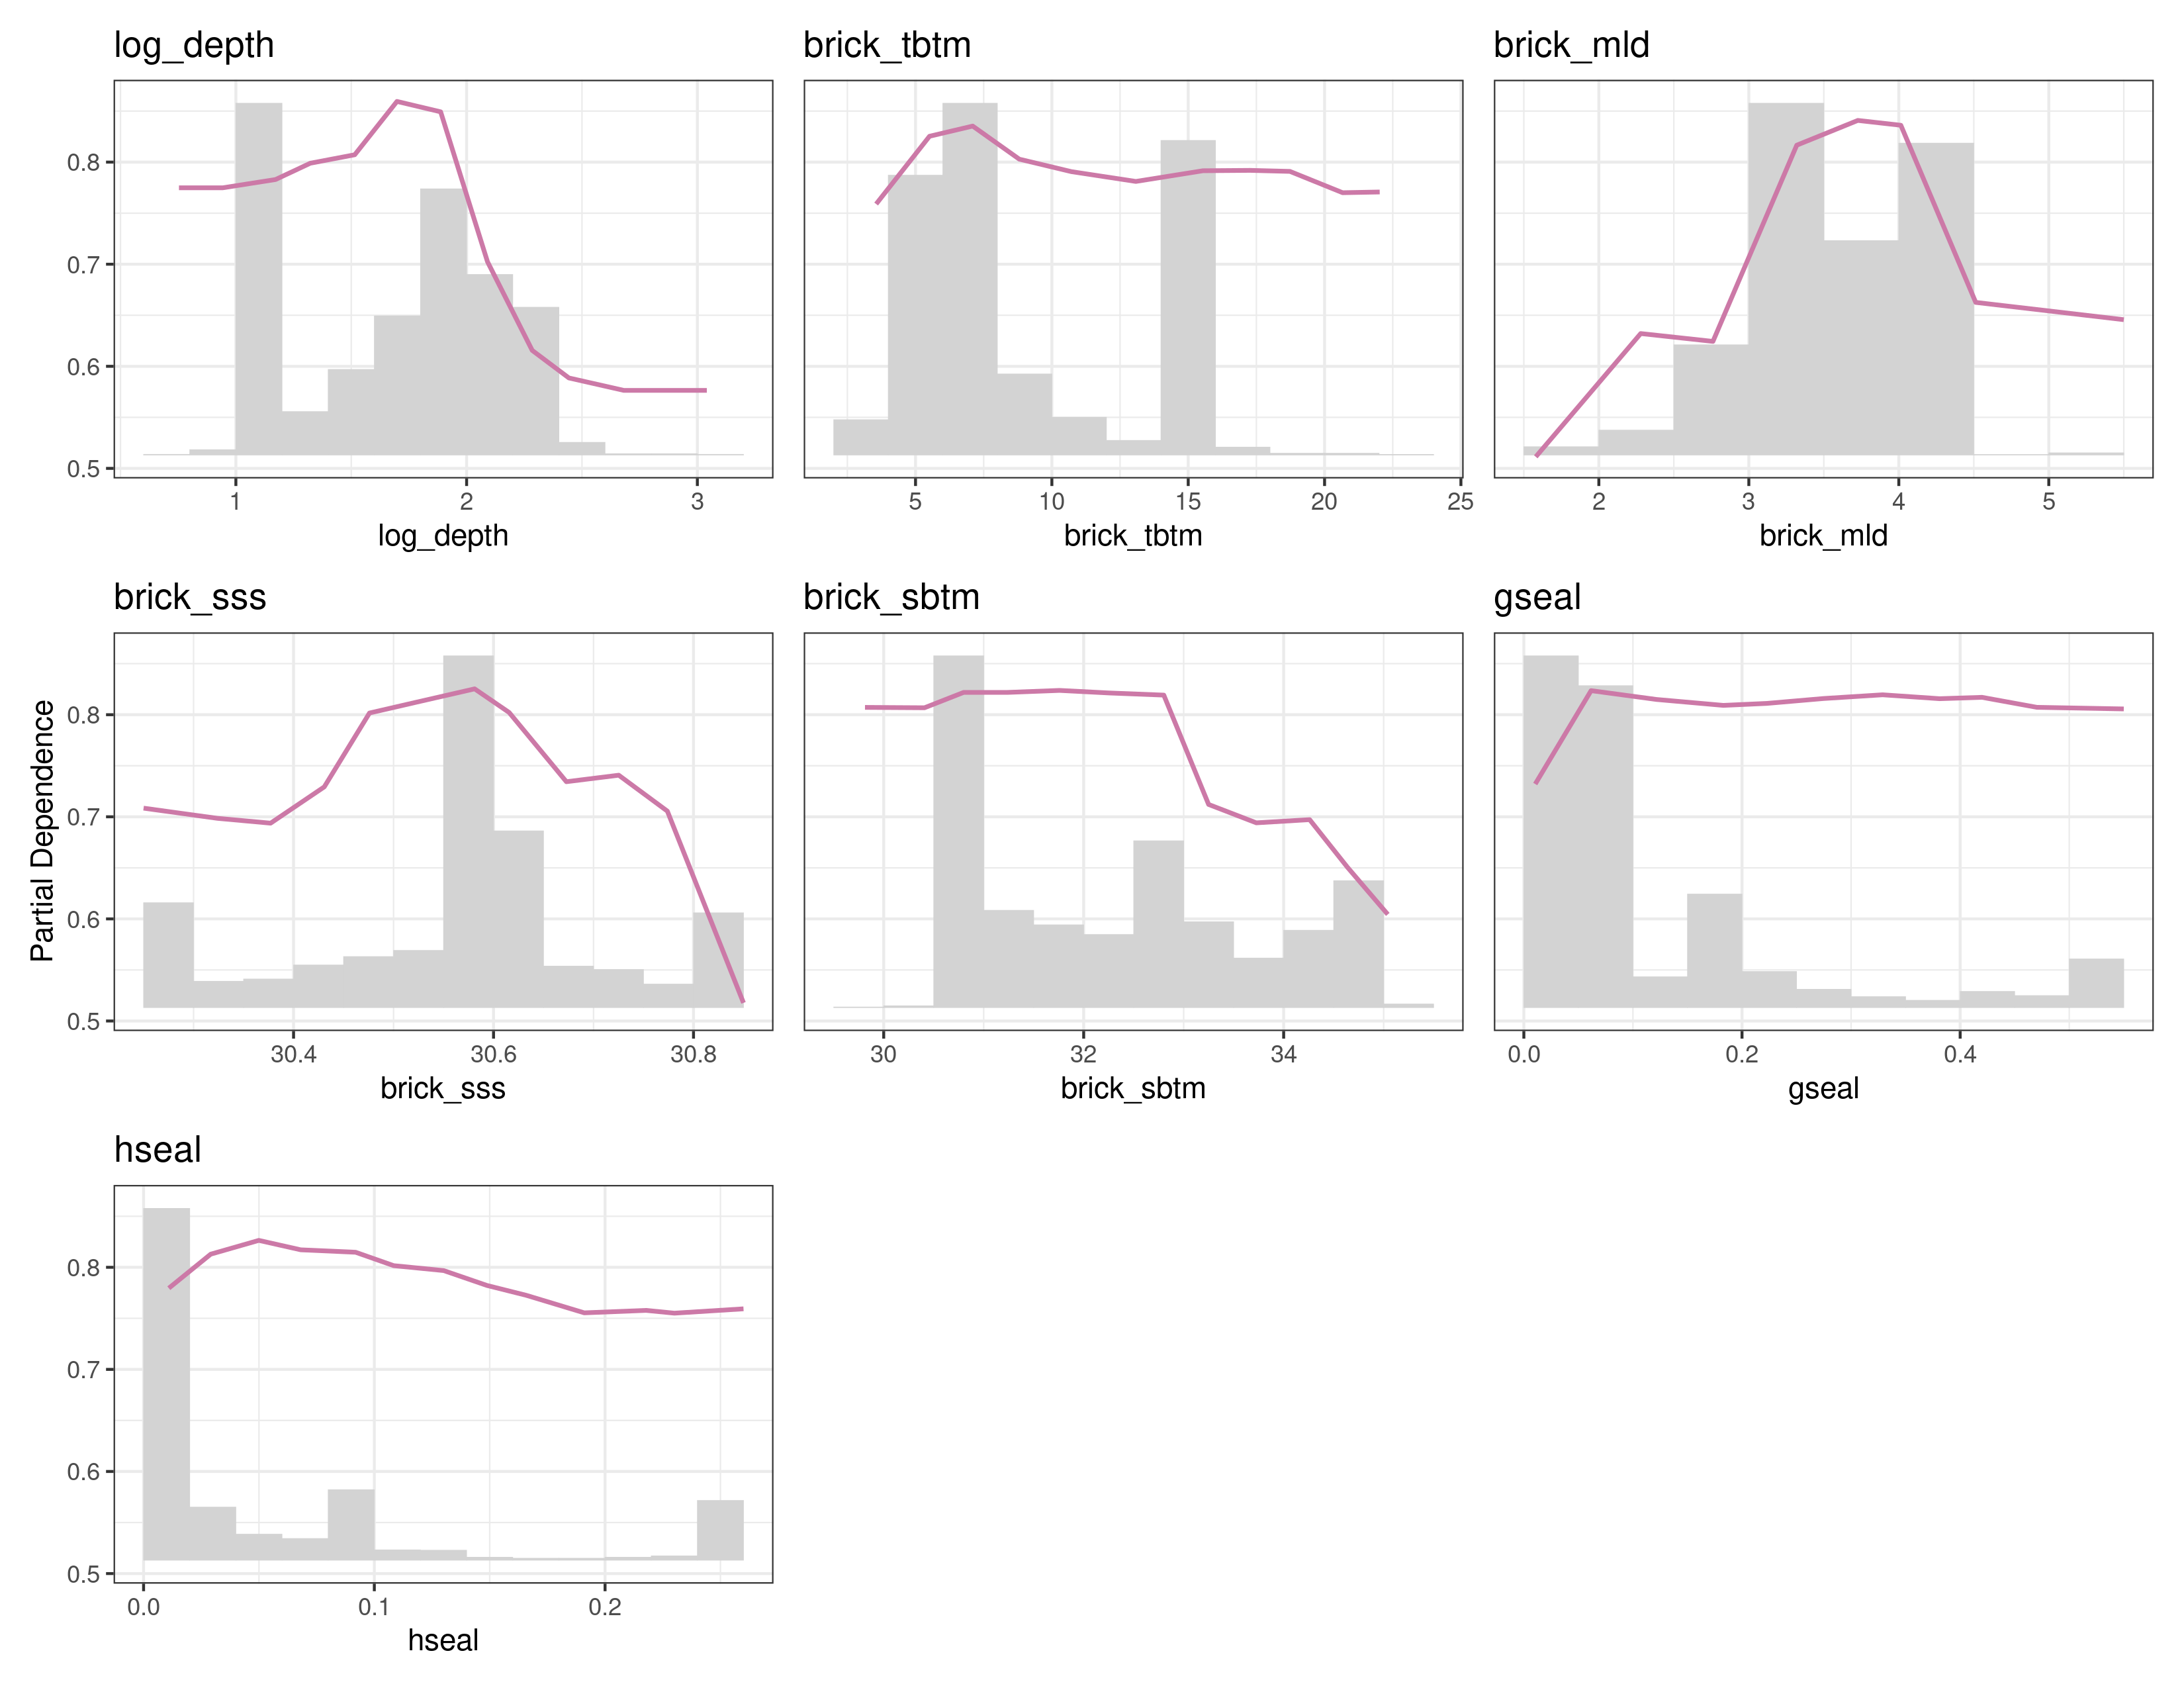 log_depth
brick_tbtm
brick_mld
0.8
0.7
0.6
0.5
1 2 3
5 10 15 20 25
2 3 4 5
log_depth
brick_tbtm
brick_mld
brick_sss
brick_sbtm
gseal
Partial Dependence
0.8
0.7
0.6
0.5
30.4 30.6 30.8
30 32 34
0.0 0.2 0.4
brick_sss
brick_sbtm
gseal
hseal
0.8
0.7
0.6
0.5
0.0 0.1 0.2
hseal